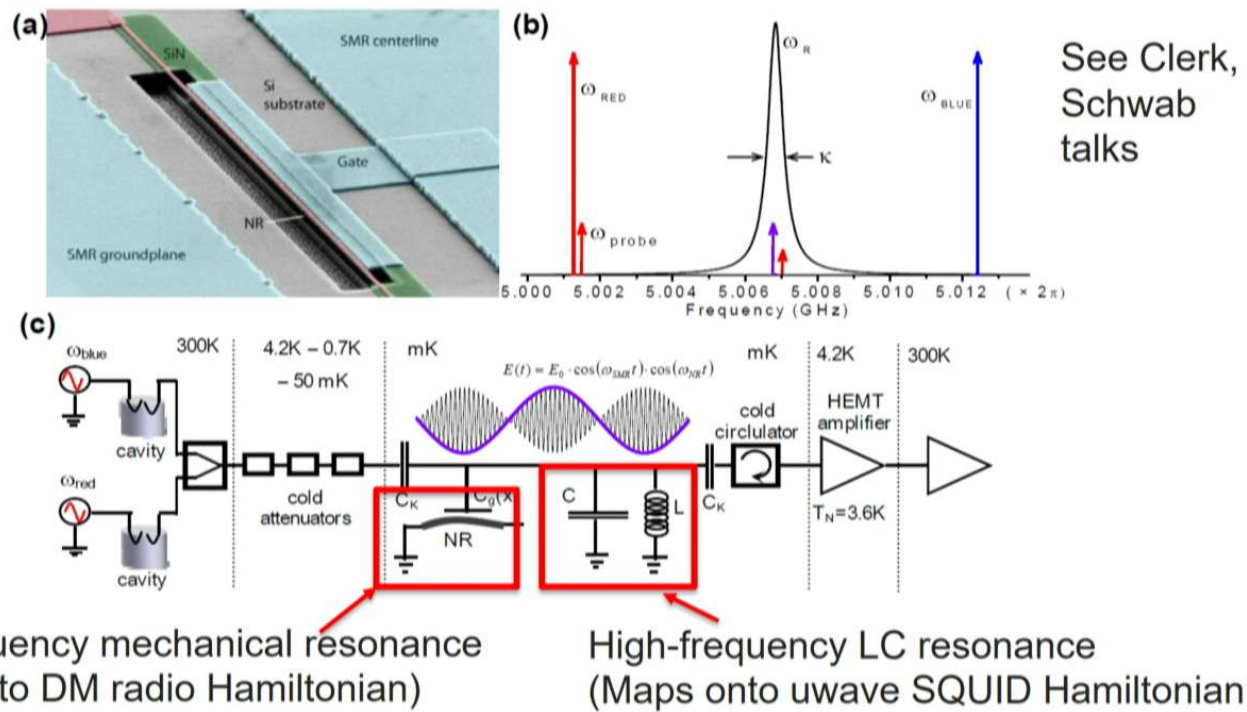 (a)
SiN
SMR centerline
Si
substrate
Gate
NR
SMR groundplane
(b)
ω R
ω RED
ω BLUE
κ
ω probe
5.000 5.002 5.004 5.006 5.008 5.010 5.012 ( × 2π)
Frequency (GHz)
See Clerk,
Schwab
talks
(c)
ωblue
300K
4.2K – 0.7K
– 50 mK
mK
E(t) = E₀ · cos(ωSMRt) · cos(ωNRt)
mK
4.2K
300K
cavity
ωred
cavity
cold
attenuators
CK
Cg(x
NR
C
L
CK
cold
circlulator
HEMT
amplifier
TN=3.6K
uency mechanical resonance
to DM radio Hamiltonian)
High-frequency LC resonance
(Maps onto uwave SQUID Hamiltonian